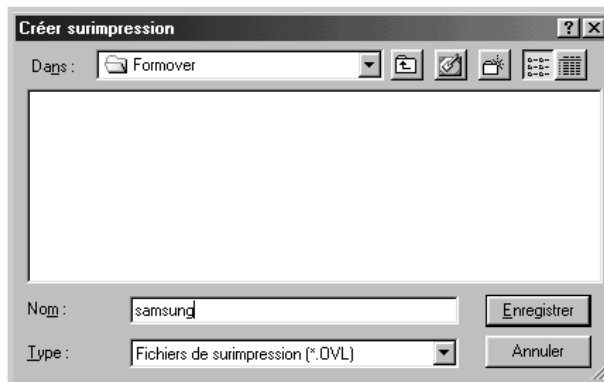 Créer surimpression
Dans : Formover
Nom : samsung Enregistrer
Type : Fichiers de surimpression (*.OVL) Annuler